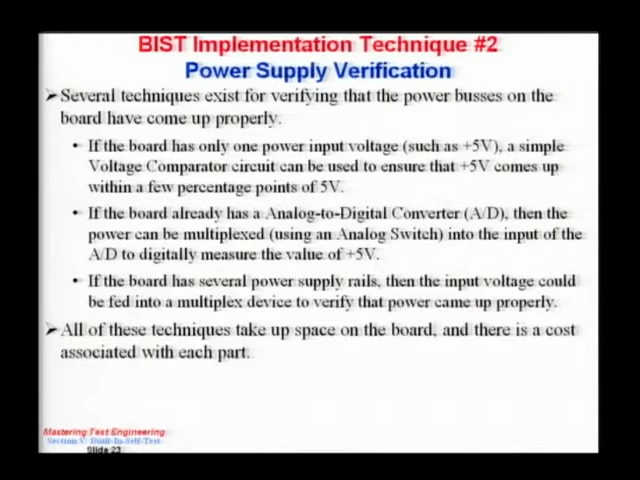 BIST Implementation Technique #2
Power Supply Verification
➢Several techniques exist for verifying that the power busses on the
board have come up properly.
• If the board has only one power input voltage (such as +5V), a simple
Voltage Comparator circuit can be used to ensure that +5V comes up
within a few percentage points of 5V.
• If the board already has a Analog-to-Digital Converter (A/D), then the
power can be multiplexed (using an Analog Switch) into the input of the
A/D to digitally measure the value of +5V.
• If the board has several power supply rails, then the input voltage could
be fed into a multiplex device to verify that power came up properly.
➢All of these techniques take up space on the board, and there is a cost
associated with each part.
Mastering Test Engineering
Section V: Built-In-Self-Test
Slide 23